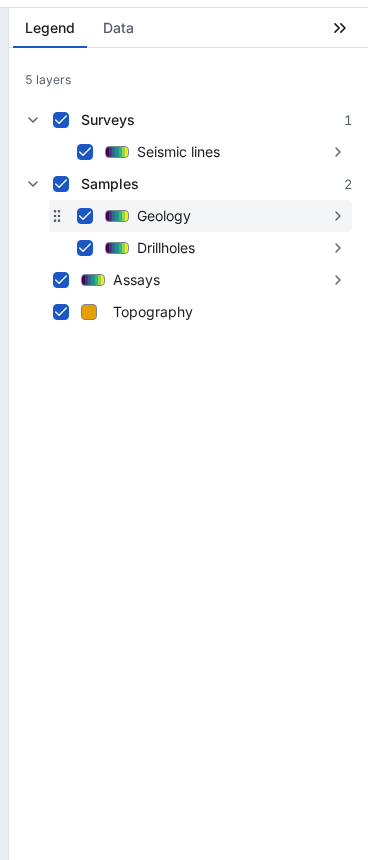 Legend Data
5 layers
Surveys 1
Seismic lines
Samples 2
Geology
Drillholes
Assays
Topography